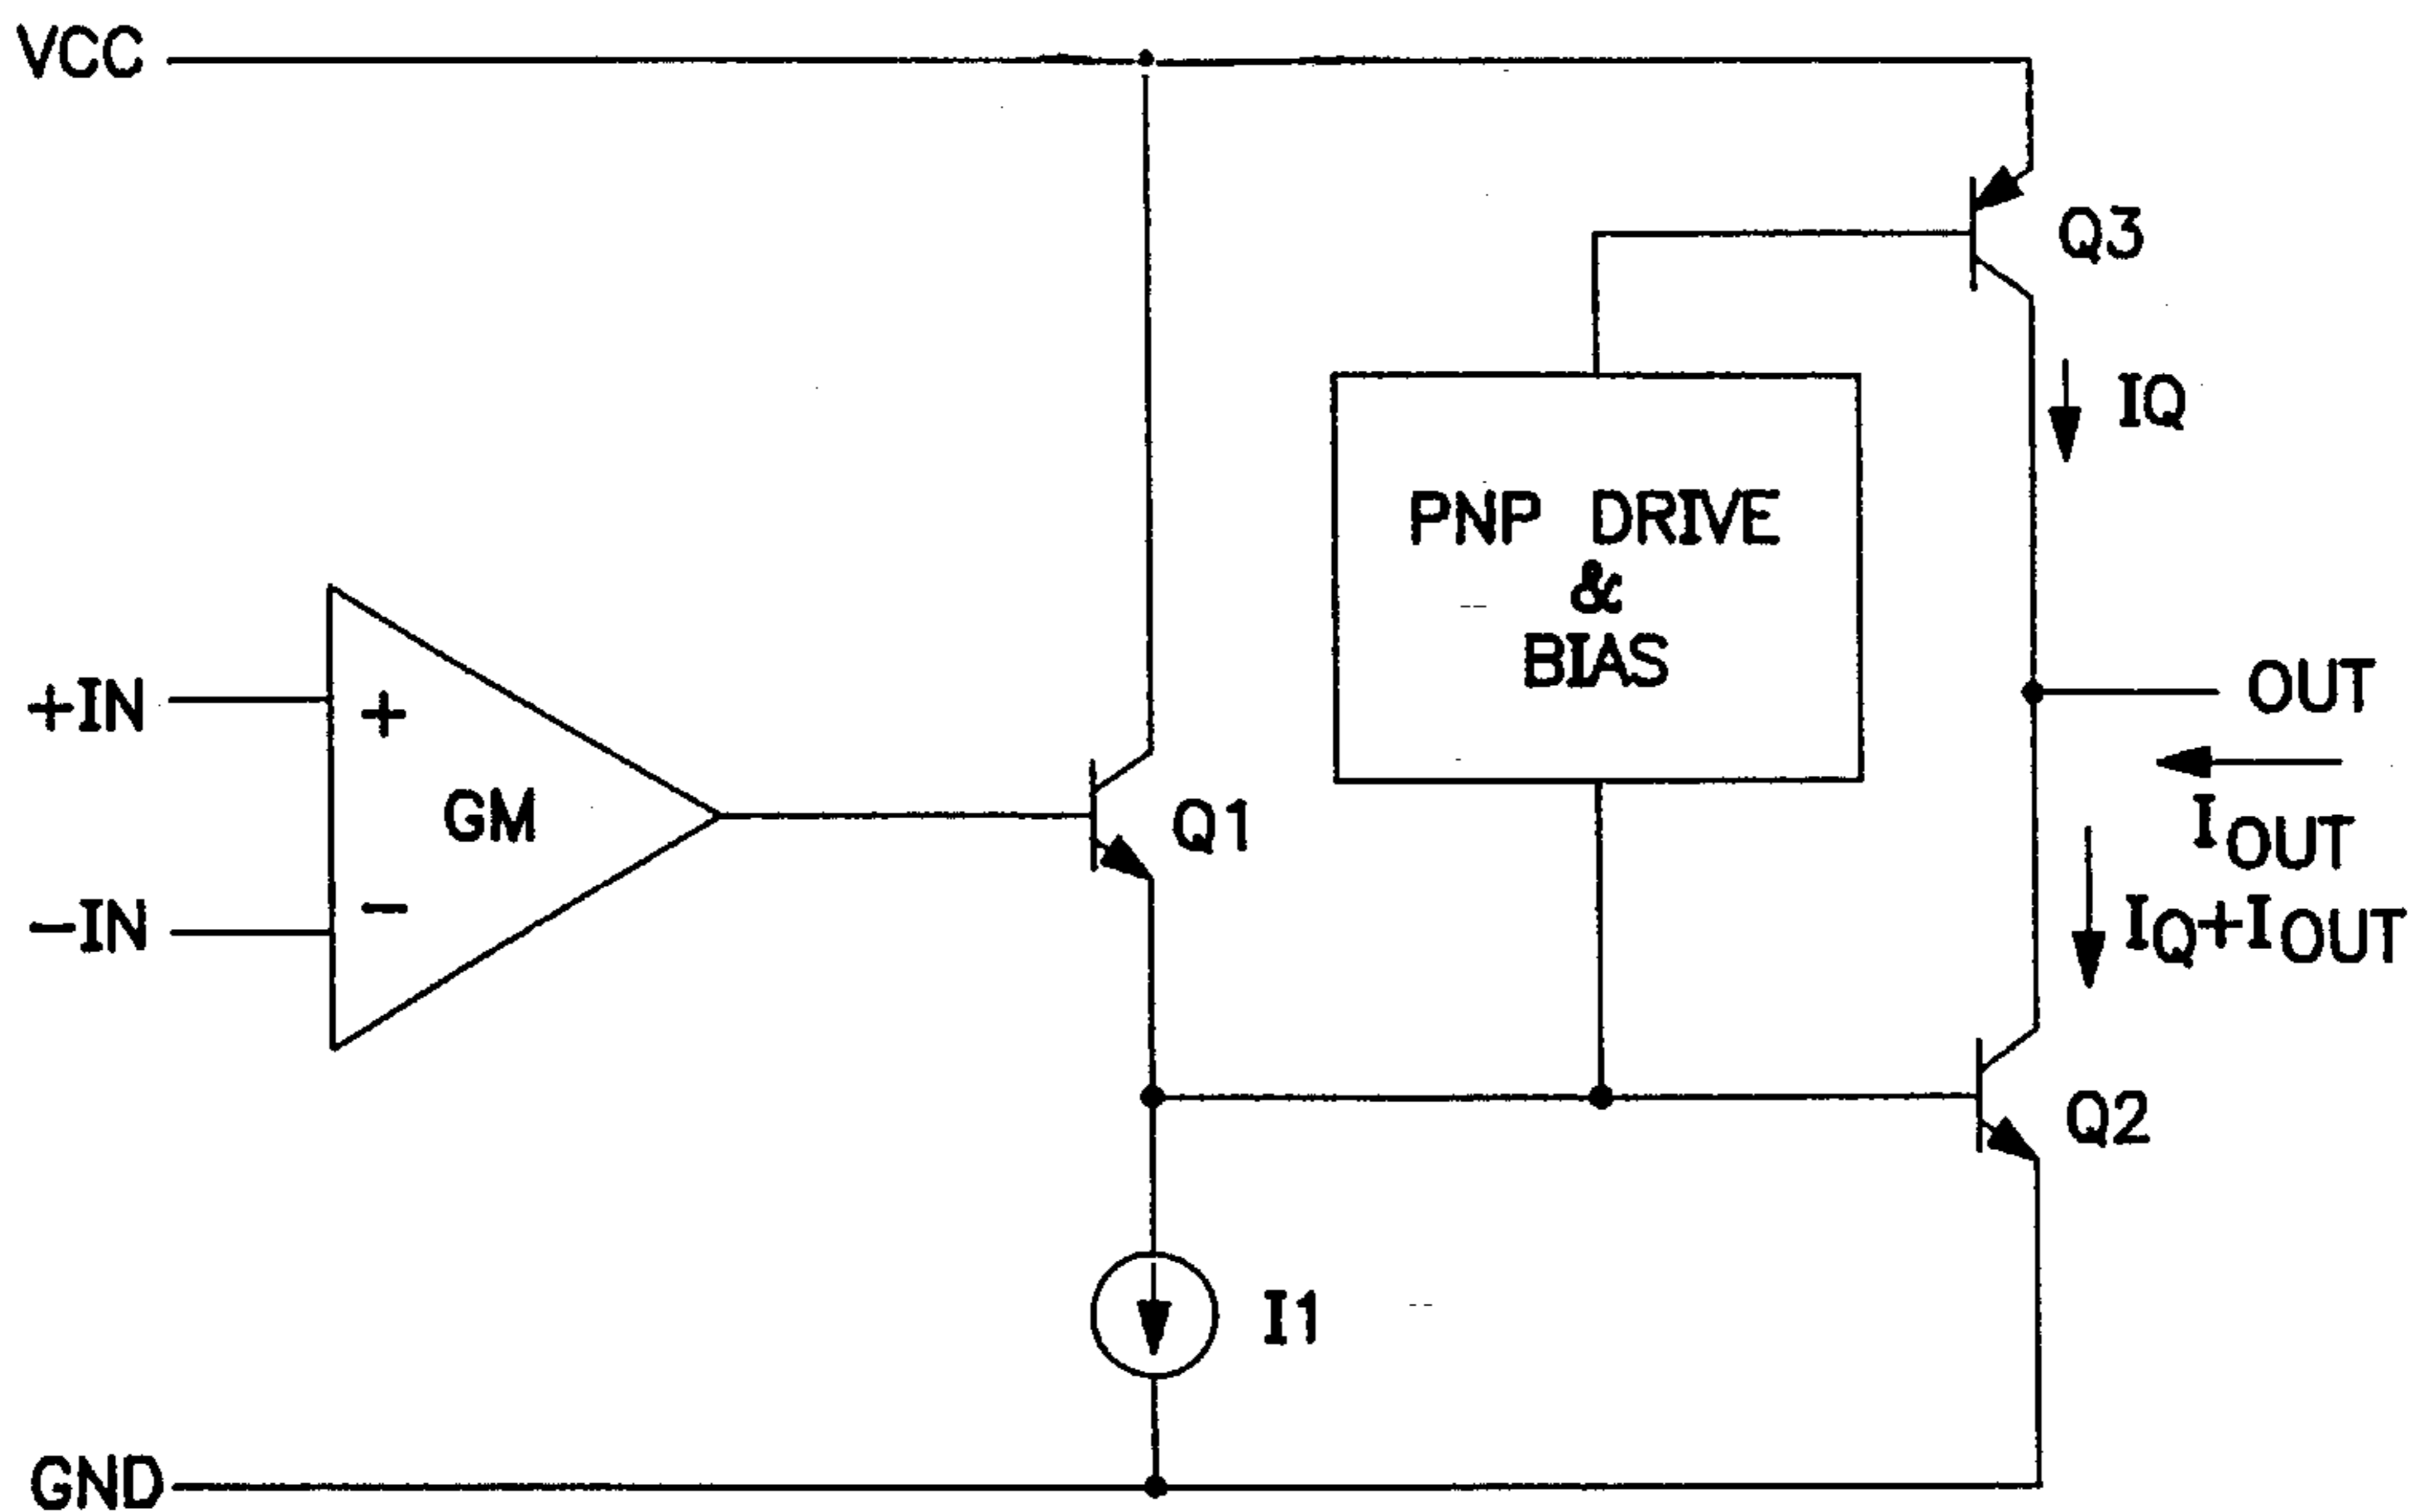 VCC
Q3
IQ
PNP DRIVE
&
BIAS
+IN
+
OUT
GM
Q1
IOUT
-IN
-
IQ+IOUT
Q2
I1
GND